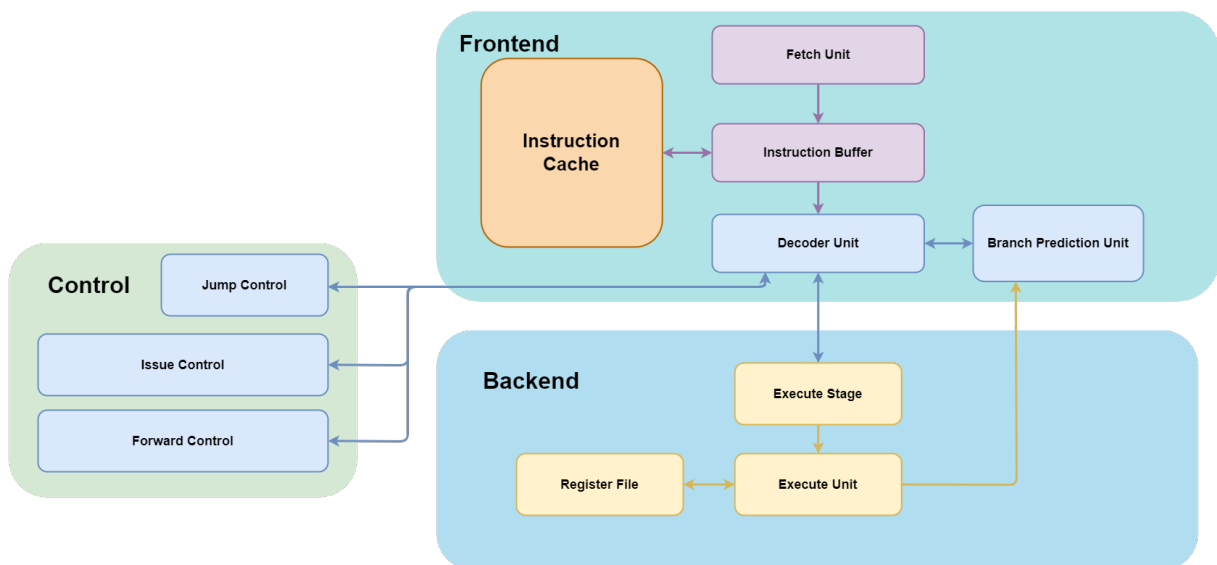 Frontend
Fetch Unit
Instruction
Cache
Instruction Buffer
Decoder Unit
Branch Prediction Unit
Control
Jump Control
Issue Control
Forward Control
Backend
Execute Stage
Register File
Execute Unit